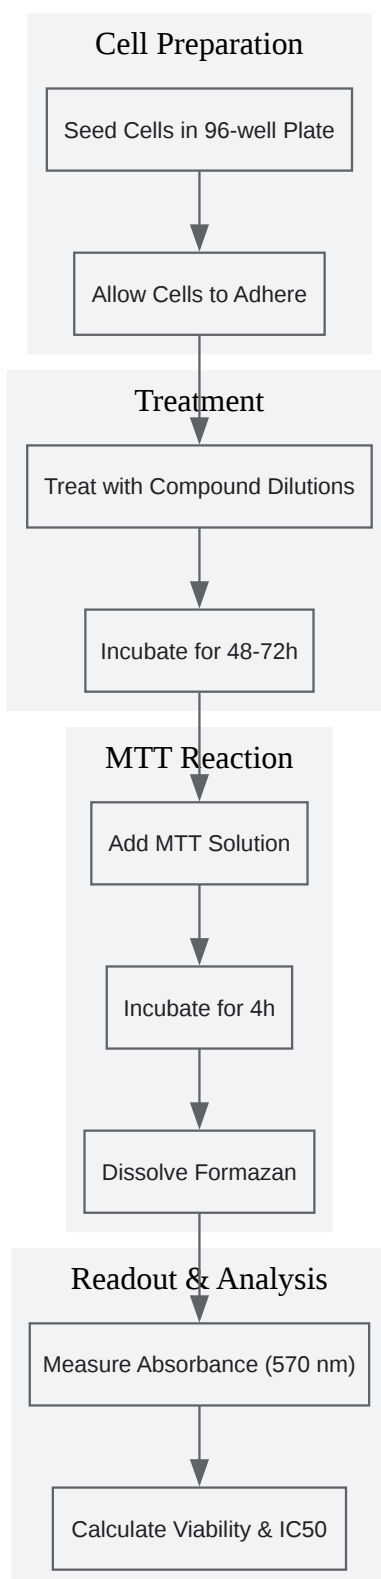 Cell Preparation
Seed Cells in 96-well Plate
Allow Cells to Adhere
Treatment
Treat with Compound Dilutions
Incubate for 48-72h
MTT Reaction
Add MTT Solution
Incubate for 4h
Dissolve Formazan
Readout & Analysis
Measure Absorbance (570 nm)
Calculate Viability & IC50